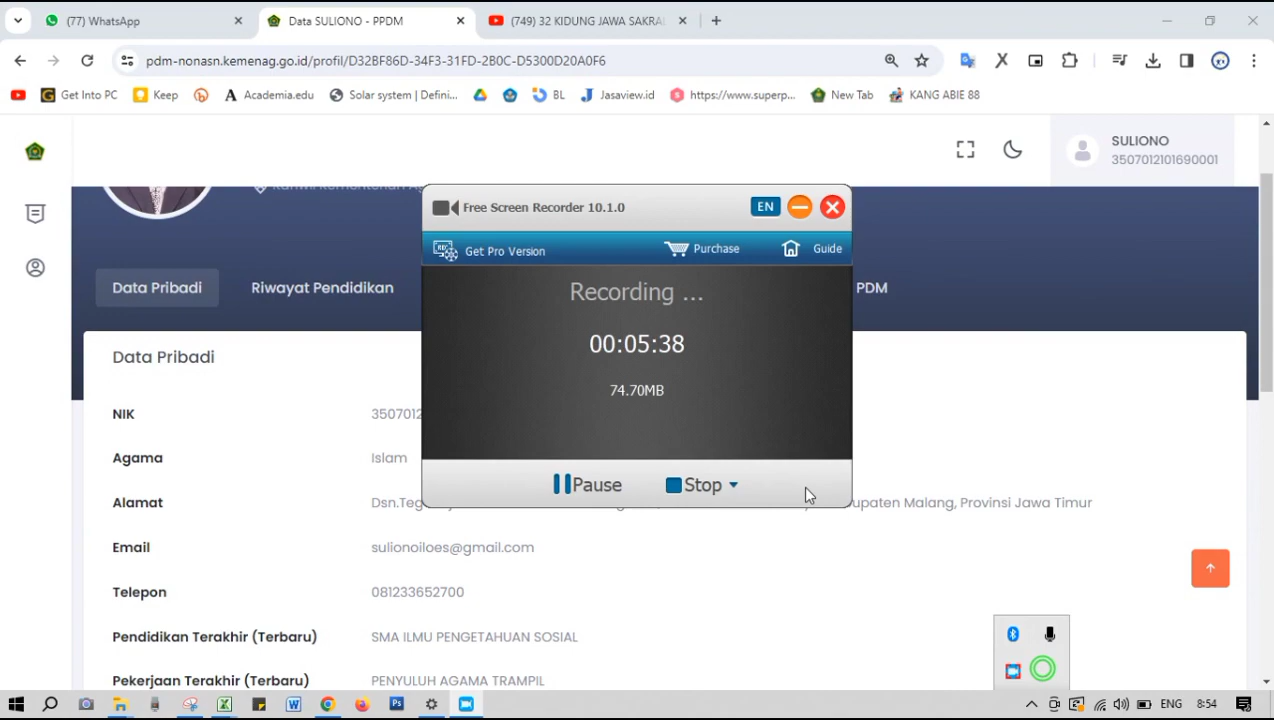 (77) WhatsApp
Data SULIONO - PPDM
(749) 32 KIDUNG JAWA SAKRAL
pdm-nonasn.kemenag.go.id/profil/D32BF86D-34F3-31FD-2B0C-D5300D20A0F6
Get Into PC Keep Academia.edu Solar system | Defini... BL Jasaview.id https://www.superp... New Tab KANG ABIE 88
SULIONO
3507012101690001
Free Screen Recorder 10.1.0 EN
Get Pro Version Purchase Guide
Data Pribadi Riwayat Pendidikan PDM
Recording ...
00:05:38
74.70MB
Pause Stop
Data Pribadi
NIK 3507012
Agama Islam
Alamat Dsn.Teg upaten Malang, Provinsi Jawa Timur
Email sulionoiloes@gmail.com
Telepon 081233652700
Pendidikan Terakhir (Terbaru) SMA ILMU PENGETAHUAN SOSIAL
Pekerjaan Terakhir (Terbaru) PENYULUH AGAMA TRAMPIL
ENG 8:54